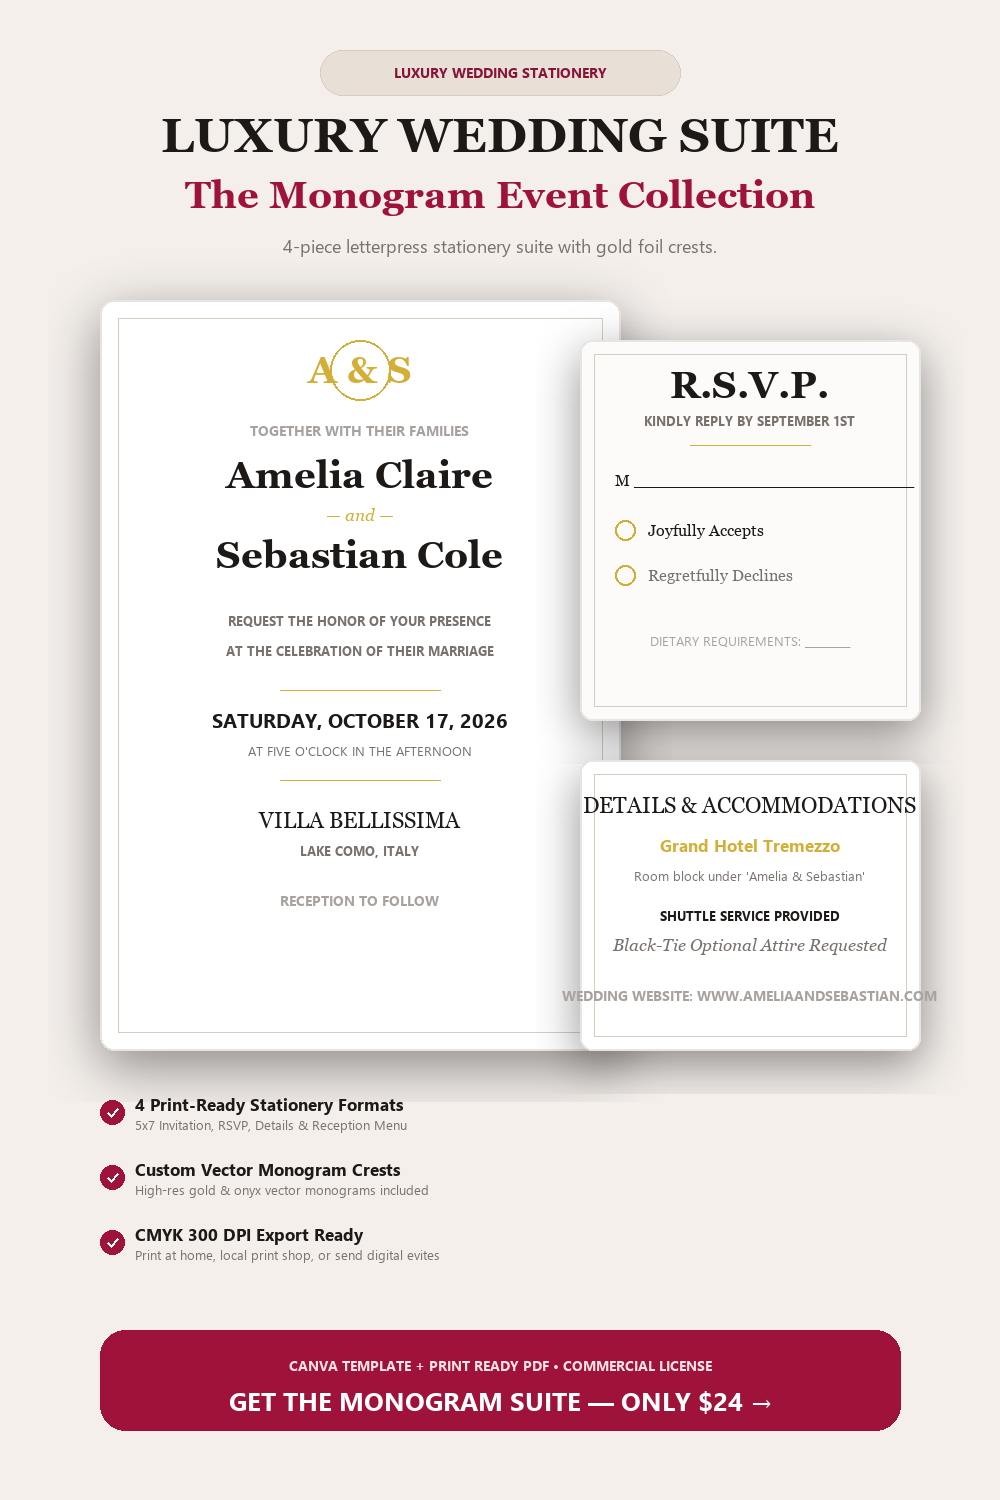 LUXURY WEDDING STATIONERY
LUXURY WEDDING SUITE
The Monogram Event Collection
4-piece letterpress stationery suite with gold foil crests.
A & S
TOGETHER WITH THEIR FAMILIES
Amelia Claire
— and —
Sebastian Cole
REQUEST THE HONOR OF YOUR PRESENCE
AT THE CELEBRATION OF THEIR MARRIAGE
SATURDAY, OCTOBER 17, 2026
AT FIVE O'CLOCK IN THE AFTERNOON
VILLA BELLISSIMA
LAKE COMO, ITALY
RECEPTION TO FOLLOW
R.S.V.P.
KINDLY REPLY BY SEPTEMBER 1ST
M ___________________________________
Joyfully Accepts
Regretfully Declines
DIETARY REQUIREMENTS: _______
DETAILS & ACCOMMODATIONS
Grand Hotel Tremezzo
Room block under 'Amelia & Sebastian'
SHUTTLE SERVICE PROVIDED
Black-Tie Optional Attire Requested
WEDDING WEBSITE: WWW.AMELIAANDSEBASTIAN.COM
4 Print-Ready Stationery Formats
5x7 Invitation, RSVP, Details & Reception Menu
Custom Vector Monogram Crests
High-res gold & onyx vector monograms included
CMYK 300 DPI Export Ready
Print at home, local print shop, or send digital evites
CANVA TEMPLATE + PRINT READY PDF • COMMERCIAL LICENSE
GET THE MONOGRAM SUITE — ONLY $24 →